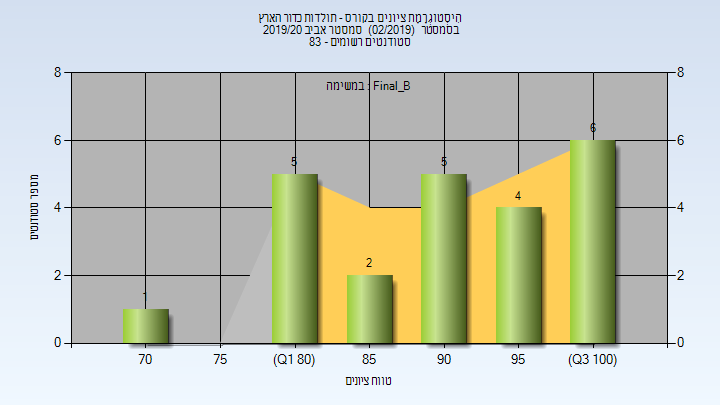 היסטוגרמת ציונים בקורס - תולדות כדור הארץ
בסמסטר (02/2019) סמסטר אביב 2019/20
סטודנטים רשומים - 83
במשימה : Final_B
8 8
6 6
4 4
2 2
0 0
1 5 2 5 4 6
מספר סטודנטים
70 75 (Q1 80) 85 90 95 (Q3 100)
טווח ציונים